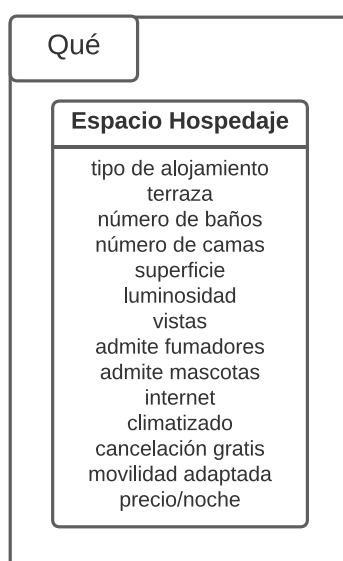 Qué
Espacio Hospedaje
tipo de alojamiento
terraza
número de baños
número de camas
superficie
luminosidad
vistas
admite fumadores
admite mascotas
internet
climatizado
cancelación gratis
movilidad adaptada
precio/noche